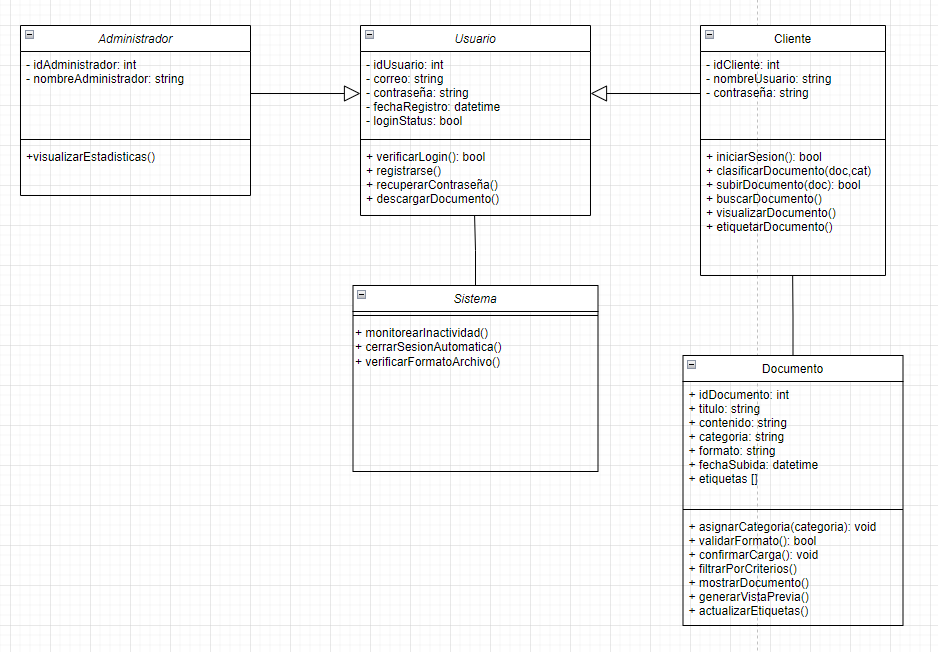 Administrador
- idAdministrador: int
- nombreAdministrador: string
+visualizarEstadisticas()
Usuario
- idUsuario: int
- correo: string
- contraseña: string
- fechaRegistro: datetime
- loginStatus: bool
+ verificarLogin(): bool
+ registrarse()
+ recuperarContraseña()
+ descargarDocumento()
Cliente
- idCliente: int
- nombreUsuario: string
- contraseña: string
+ iniciarSesion(): bool
+ clasificarDocumento(doc,cat)
+ subirDocumento(doc): bool
+ buscarDocumento()
+ visualizarDocumento()
+ etiquetarDocumento()
Sistema
+ monitorearInactividad()
+ cerrarSesionAutomatica()
+ verificarFormatoArchivo()
Documento
+ idDocumento: int
+ titulo: string
+ contenido: string
+ categoria: string
+ formato: string
+ fechaSubida: datetime
+ etiquetas []
+ asignarCategoria(categoria): void
+ validarFormato(): bool
+ confirmarCarga(): void
+ filtrarPorCriterios()
+ mostrarDocumento()
+ generarVistaPrevia()
+ actualizarEtiquetas()